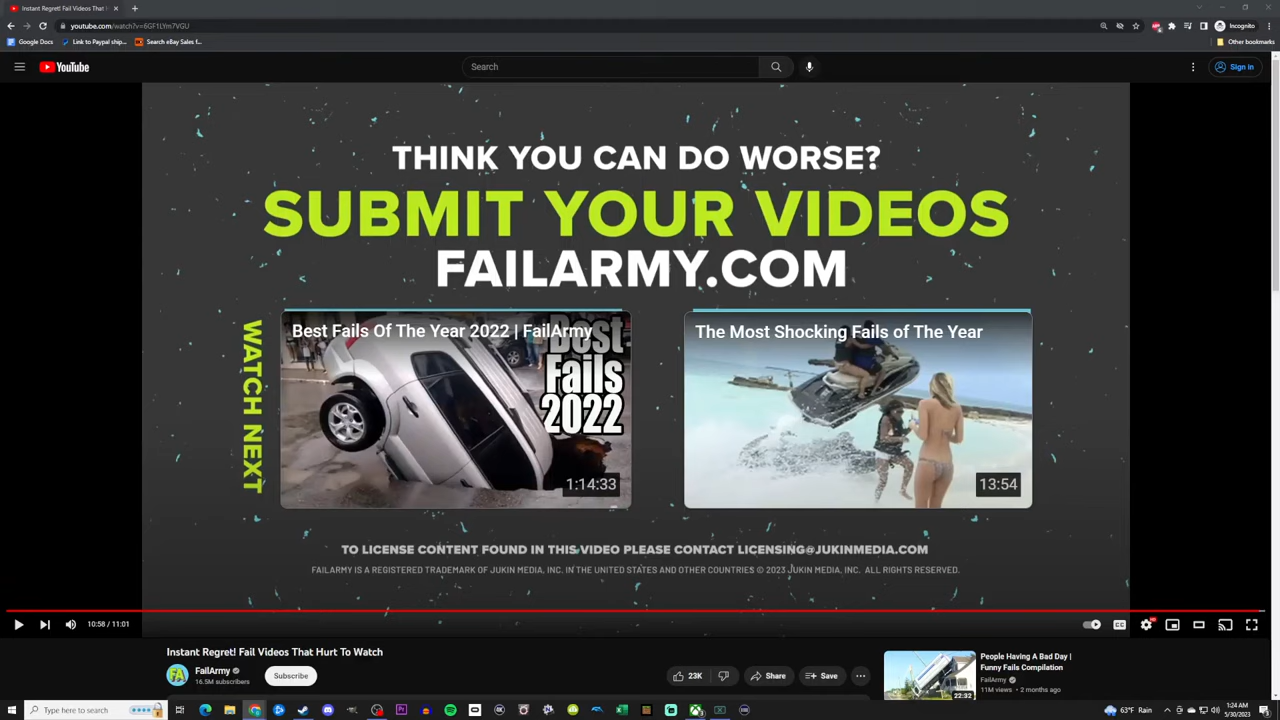 Instant Regret! Fail Videos That H
youtube.com/watch?v=6GF1LYm7VGU
Incognito
Google Docs
Link to Paypal ship...
Search eBay Sales f...
Other bookmarks
YouTube
Search
Sign in
THINK YOU CAN DO WORSE?
SUBMIT YOUR VIDEOS
FAILARMY.COM
WATCH NEXT
Best Fails Of The Year 2022 | FailArmy
Best
Fails
2022
1:14:33
The Most Shocking Fails of The Year
13:54
TO LICENSE CONTENT FOUND IN THIS VIDEO PLEASE CONTACT LICENSING@JUKINMEDIA.COM
FAILARMY IS A REGISTERED TRADEMARK OF JUKIN MEDIA, INC. IN THE UNITED STATES AND OTHER COUNTRIES © 2023 JUKIN MEDIA, INC. ALL RIGHTS RESERVED.
10:58 / 11:01
CC
Instant Regret! Fail Videos That Hurt To Watch
FA
FailArmy
16.5M subscribers
Subscribe
23K
Share
Save
People Having A Bad Day |
Funny Fails Compilation
FailArmy
11M views • 2 months ago
22:32
Type here to search
63°F Rain
1:24 AM
5/30/2023